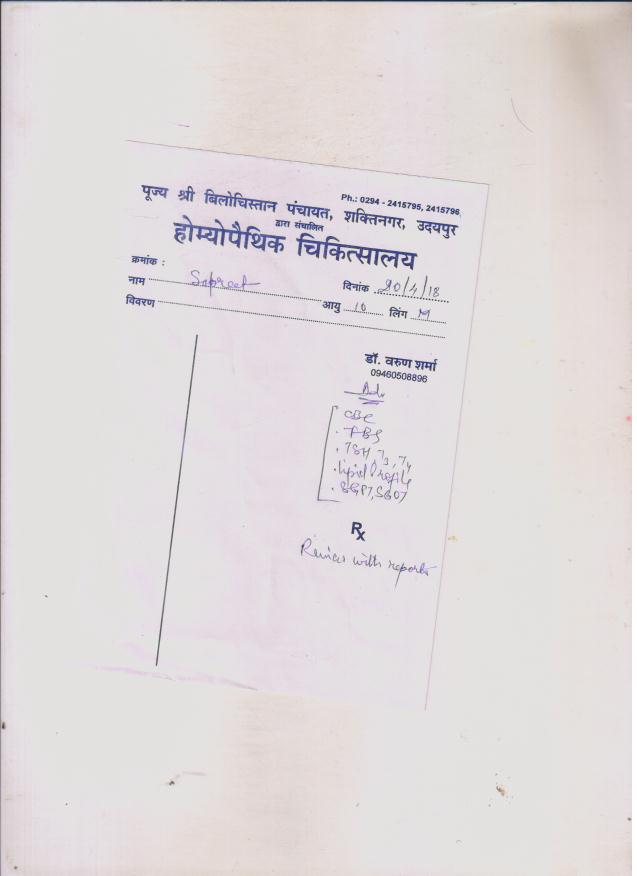 Ph.: 0294 - 2415795, 2415796,
पूज्य श्री बिलोचिस्तान पंचायत, शक्तिनगर, उदयपुर
द्वारा संचालित
होम्योपैथिक चिकित्सालय
क्रमांक :
दिनांक 20/4/18
नाम
आयु 10 लिंग M
विवरण
डॉ. वरुण शर्मा
09460508896
Adv
CBC
. FBS
. TSH T3, T4
. lipid Profile
. SGPT, SGOT
Rx
Review with reports